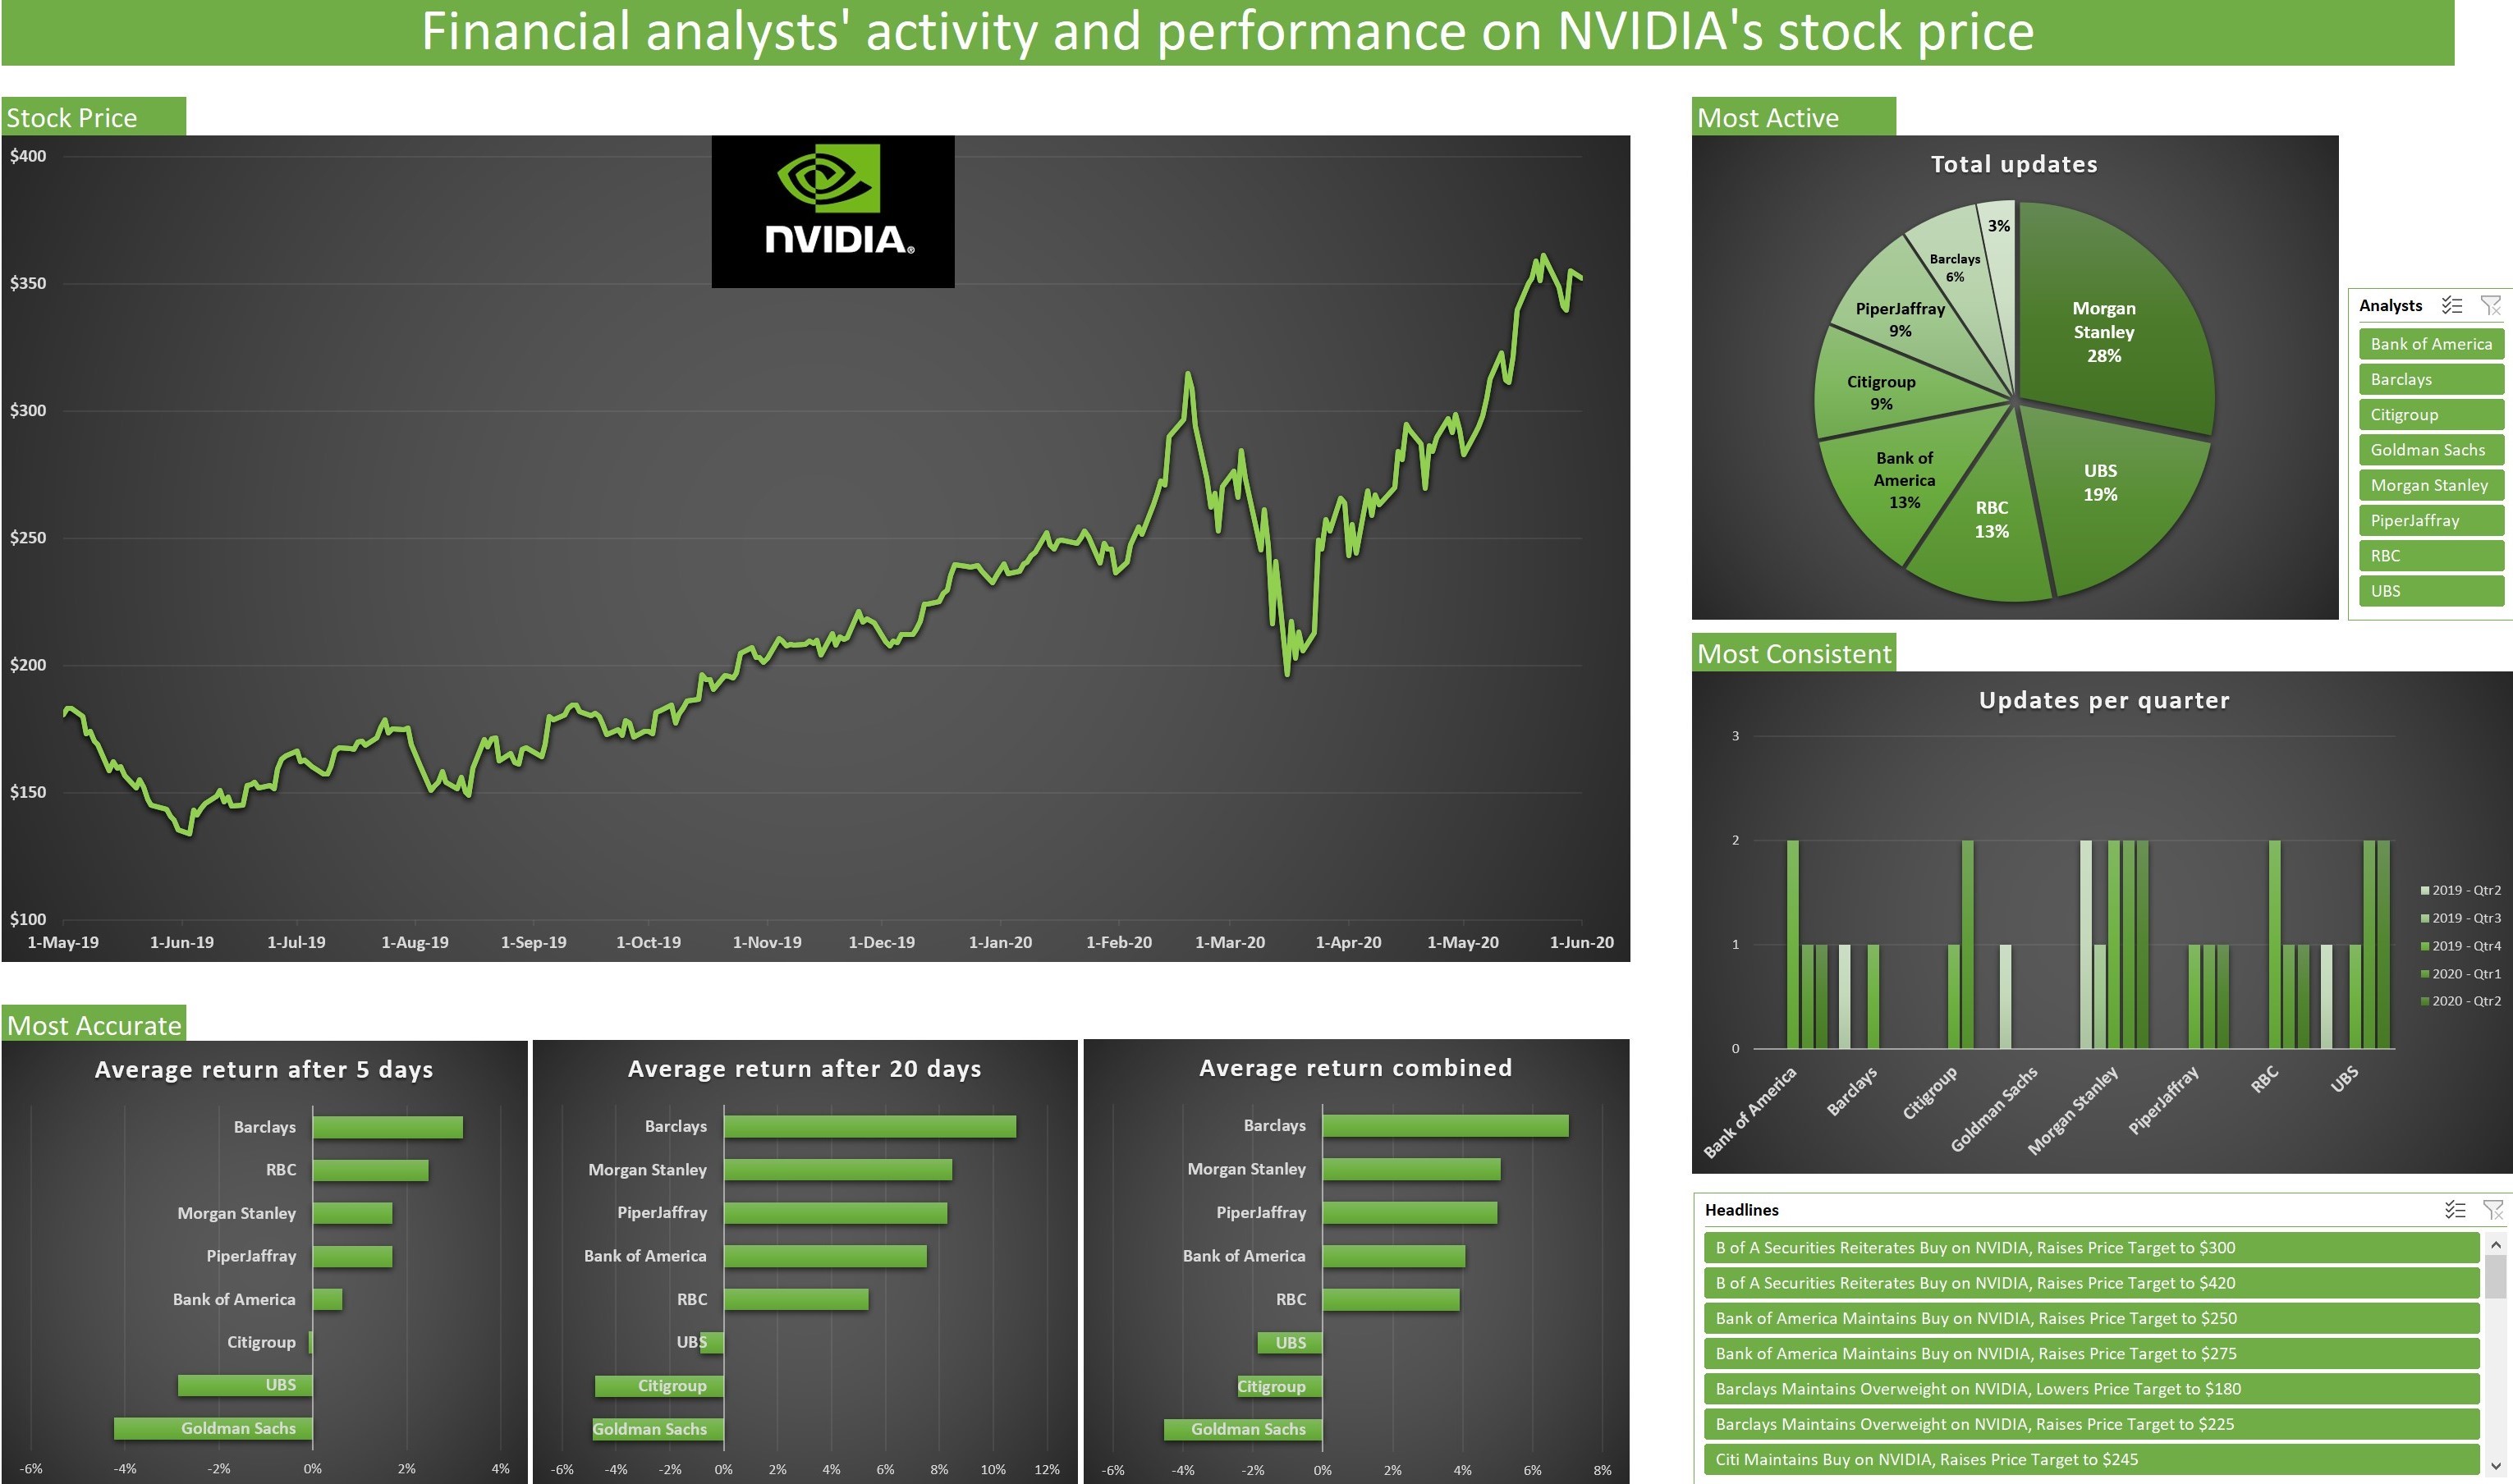 Financial analysts' activity and performance on NVIDIA's stock price
Stock Price
NVIDIA®
$400
$350
$300
$250
$200
$150
$100
1-May-19
1-Jun-19
1-Jul-19
1-Aug-19
1-Sep-19
1-Oct-19
1-Nov-19
1-Dec-19
1-Jan-20
1-Feb-20
1-Mar-20
1-Apr-20
1-May-20
1-Jun-20
Most Active
Total updates
3%
Barclays
6%
PiperJaffray
9%
Citigroup
9%
Bank of
America
13%
RBC
13%
UBS
19%
Morgan
Stanley
28%
Analysts
Bank of America
Barclays
Citigroup
Goldman Sachs
Morgan Stanley
PiperJaffray
RBC
UBS
Most Consistent
Updates per quarter
3
2
1
0
Bank of America
Barclays
Citigroup
Goldman Sachs
Morgan Stanley
PiperJaffray
RBC
UBS
2019 - Qtr2
2019 - Qtr3
2019 - Qtr4
2020 - Qtr1
2020 - Qtr2
Most Accurate
Average return after 5 days
Barclays
RBC
Morgan Stanley
PiperJaffray
Bank of America
Citigroup
UBS
Goldman Sachs
-6%
-4%
-2%
0%
2%
4%
Average return after 20 days
Barclays
Morgan Stanley
PiperJaffray
Bank of America
RBC
UBS
Citigroup
Goldman Sachs
-6%
-4%
-2%
0%
2%
4%
6%
8%
10%
12%
Average return combined
Barclays
Morgan Stanley
PiperJaffray
Bank of America
RBC
UBS
Citigroup
Goldman Sachs
-6%
-4%
-2%
0%
2%
4%
6%
8%
Headlines
B of A Securities Reiterates Buy on NVIDIA, Raises Price Target to $300
B of A Securities Reiterates Buy on NVIDIA, Raises Price Target to $420
Bank of America Maintains Buy on NVIDIA, Raises Price Target to $250
Bank of America Maintains Buy on NVIDIA, Raises Price Target to $275
Barclays Maintains Overweight on NVIDIA, Lowers Price Target to $180
Barclays Maintains Overweight on NVIDIA, Raises Price Target to $225
Citi Maintains Buy on NVIDIA, Raises Price Target to $245